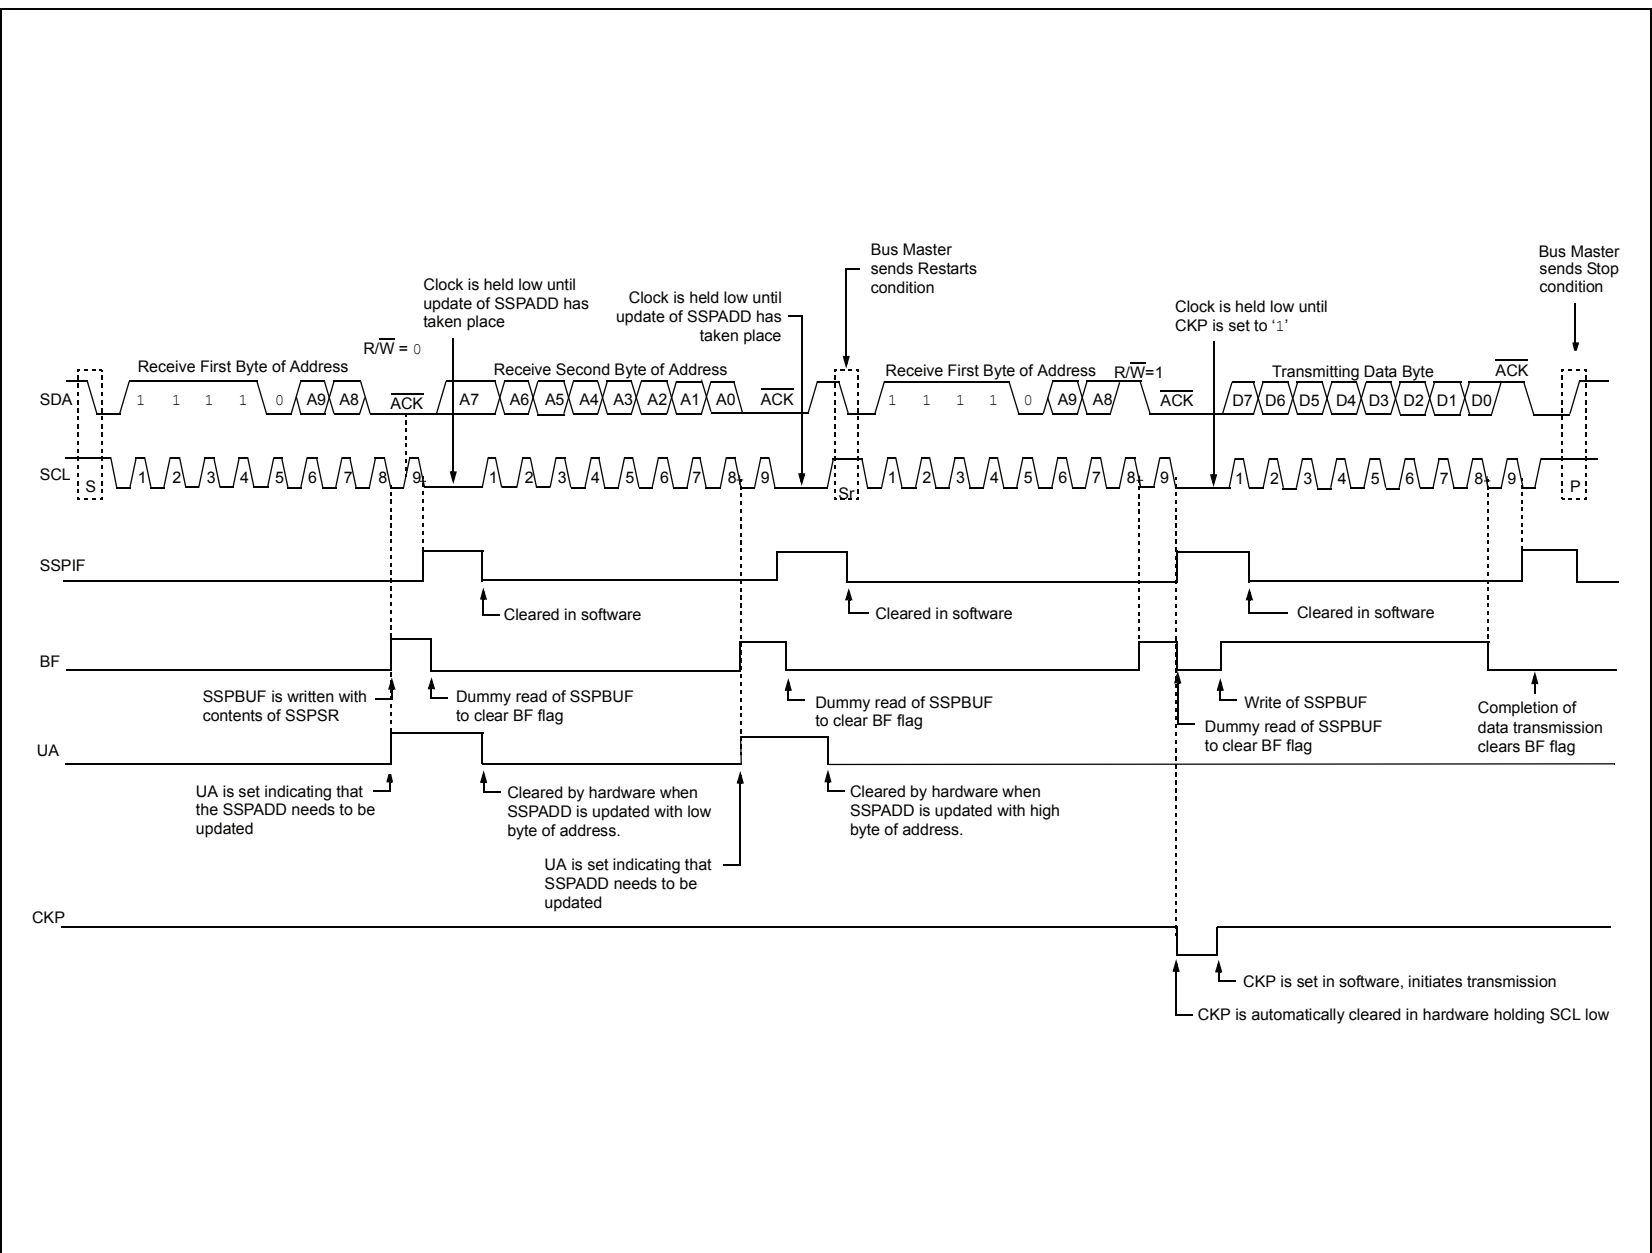 Bus Master
sends Restarts
condition
Bus Master
sends Stop
condition
Clock is held low until
update of SSPADD has
taken place
Clock is held low until
update of SSPADD has
taken place
Clock is held low until
CKP is set to ‘1’
R/W = 0
Receive First Byte of Address
Receive Second Byte of Address
Receive First Byte of Address
R/W=1
Transmitting Data Byte
ACK
SDA 1 1 1 1 0 A9 A8 ACK A7 A6 A5 A4 A3 A2 A1 A0 ACK 1 1 1 1 0 A9 A8 ACK D7 D6 D5 D4 D3 D2 D1 D0
SCL S 1 2 3 4 5 6 7 8 9 1 2 3 4 5 6 7 8 9 Sr 1 2 3 4 5 6 7 8 9 1 2 3 4 5 6 7 8 9 P
SSPIF
Cleared in software
Cleared in software
Cleared in software
BF
SSPBUF is written with
contents of SSPSR
Dummy read of SSPBUF
to clear BF flag
Dummy read of SSPBUF
to clear BF flag
Write of SSPBUF
Dummy read of SSPBUF
to clear BF flag
Completion of
data transmission
clears BF flag
UA
UA is set indicating that
the SSPADD needs to be
updated
Cleared by hardware when
SSPADD is updated with low
byte of address.
Cleared by hardware when
SSPADD is updated with high
byte of address.
UA is set indicating that
SSPADD needs to be
updated
CKP
CKP is set in software, initiates transmission
CKP is automatically cleared in hardware holding SCL low